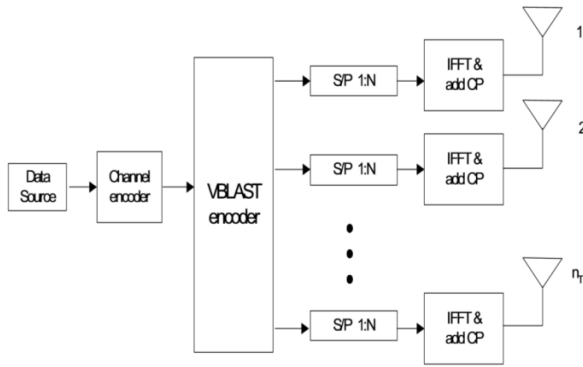 1
S/P 1:N
IFFT &
add CP
2
Data
Source
Channel
encoder
VBLAST
encoder
S/P 1:N
IFFT &
add CP
S/P 1:N
IFFT &
add CP